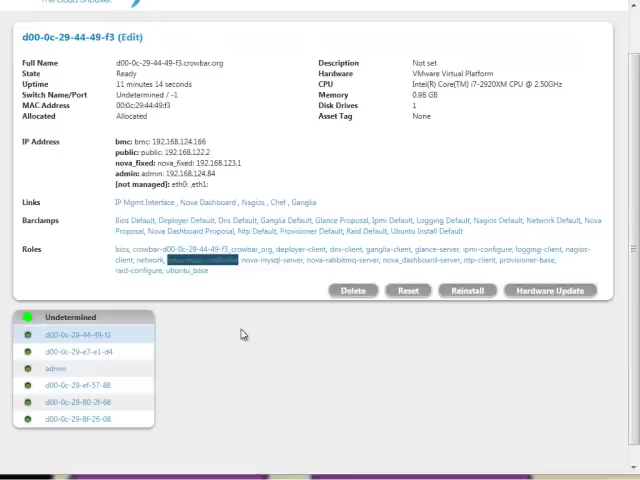 The Cloud Unboxer
d00-0c-29-44-49-f3 (Edit)
Full Name d00-0c-29-44-49-f3.crowbar.org Description Not set
State Ready Hardware VMware Virtual Platform
Uptime 11 minutes 14 seconds CPU Intel(R) Core(TM) i7-2920XM CPU @ 2.50GHz
Switch Name/Port Undetermined / -1 Memory 0.98 GB
MAC Address 00:0c:29:44:49:f3 Disk Drives 1
Allocated Allocated Asset Tag None
IP Address bmc: bmc: 192.168.124.166
public: public: 192.168.122.2
nova_fixed: nova_fixed: 192.168.123.1
admin: admin: 192.168.124.84
[not managed]: eth0: ,eth1:
Links IP Mgmt Interface , Nova Dashboard , Nagios , Chef , Ganglia
Barclamps Bios Default, Deployer Default, Dns Default, Ganglia Default, Glance Proposal, Ipmi Default, Logging Default, Nagios Default, Network Default, Nova
Proposal, Nova Dashboard Proposal, Ntp Default, Provisioner Default, Raid Default, Ubuntu Install Default
Roles bios, crowbar-d00-0c-29-44-49-f3_crowbar_org, deployer-client, dns-client, ganglia-client, glance-server, ipmi-configure, logging-client, nagios-
client, network, nova-mysql-server, nova-rabbitmq-server, nova_dashboard-server, ntp-client, provisioner-base,
raid-configure, ubuntu_base
Delete Reset Reinstall Hardware Update
Undetermined
d00-0c-29-44-49-f3
d00-0c-29-e7-e1-d4
admin
d00-0c-29-ef-57-88
d00-0c-29-80-2f-68
d00-0c-29-8f-26-08